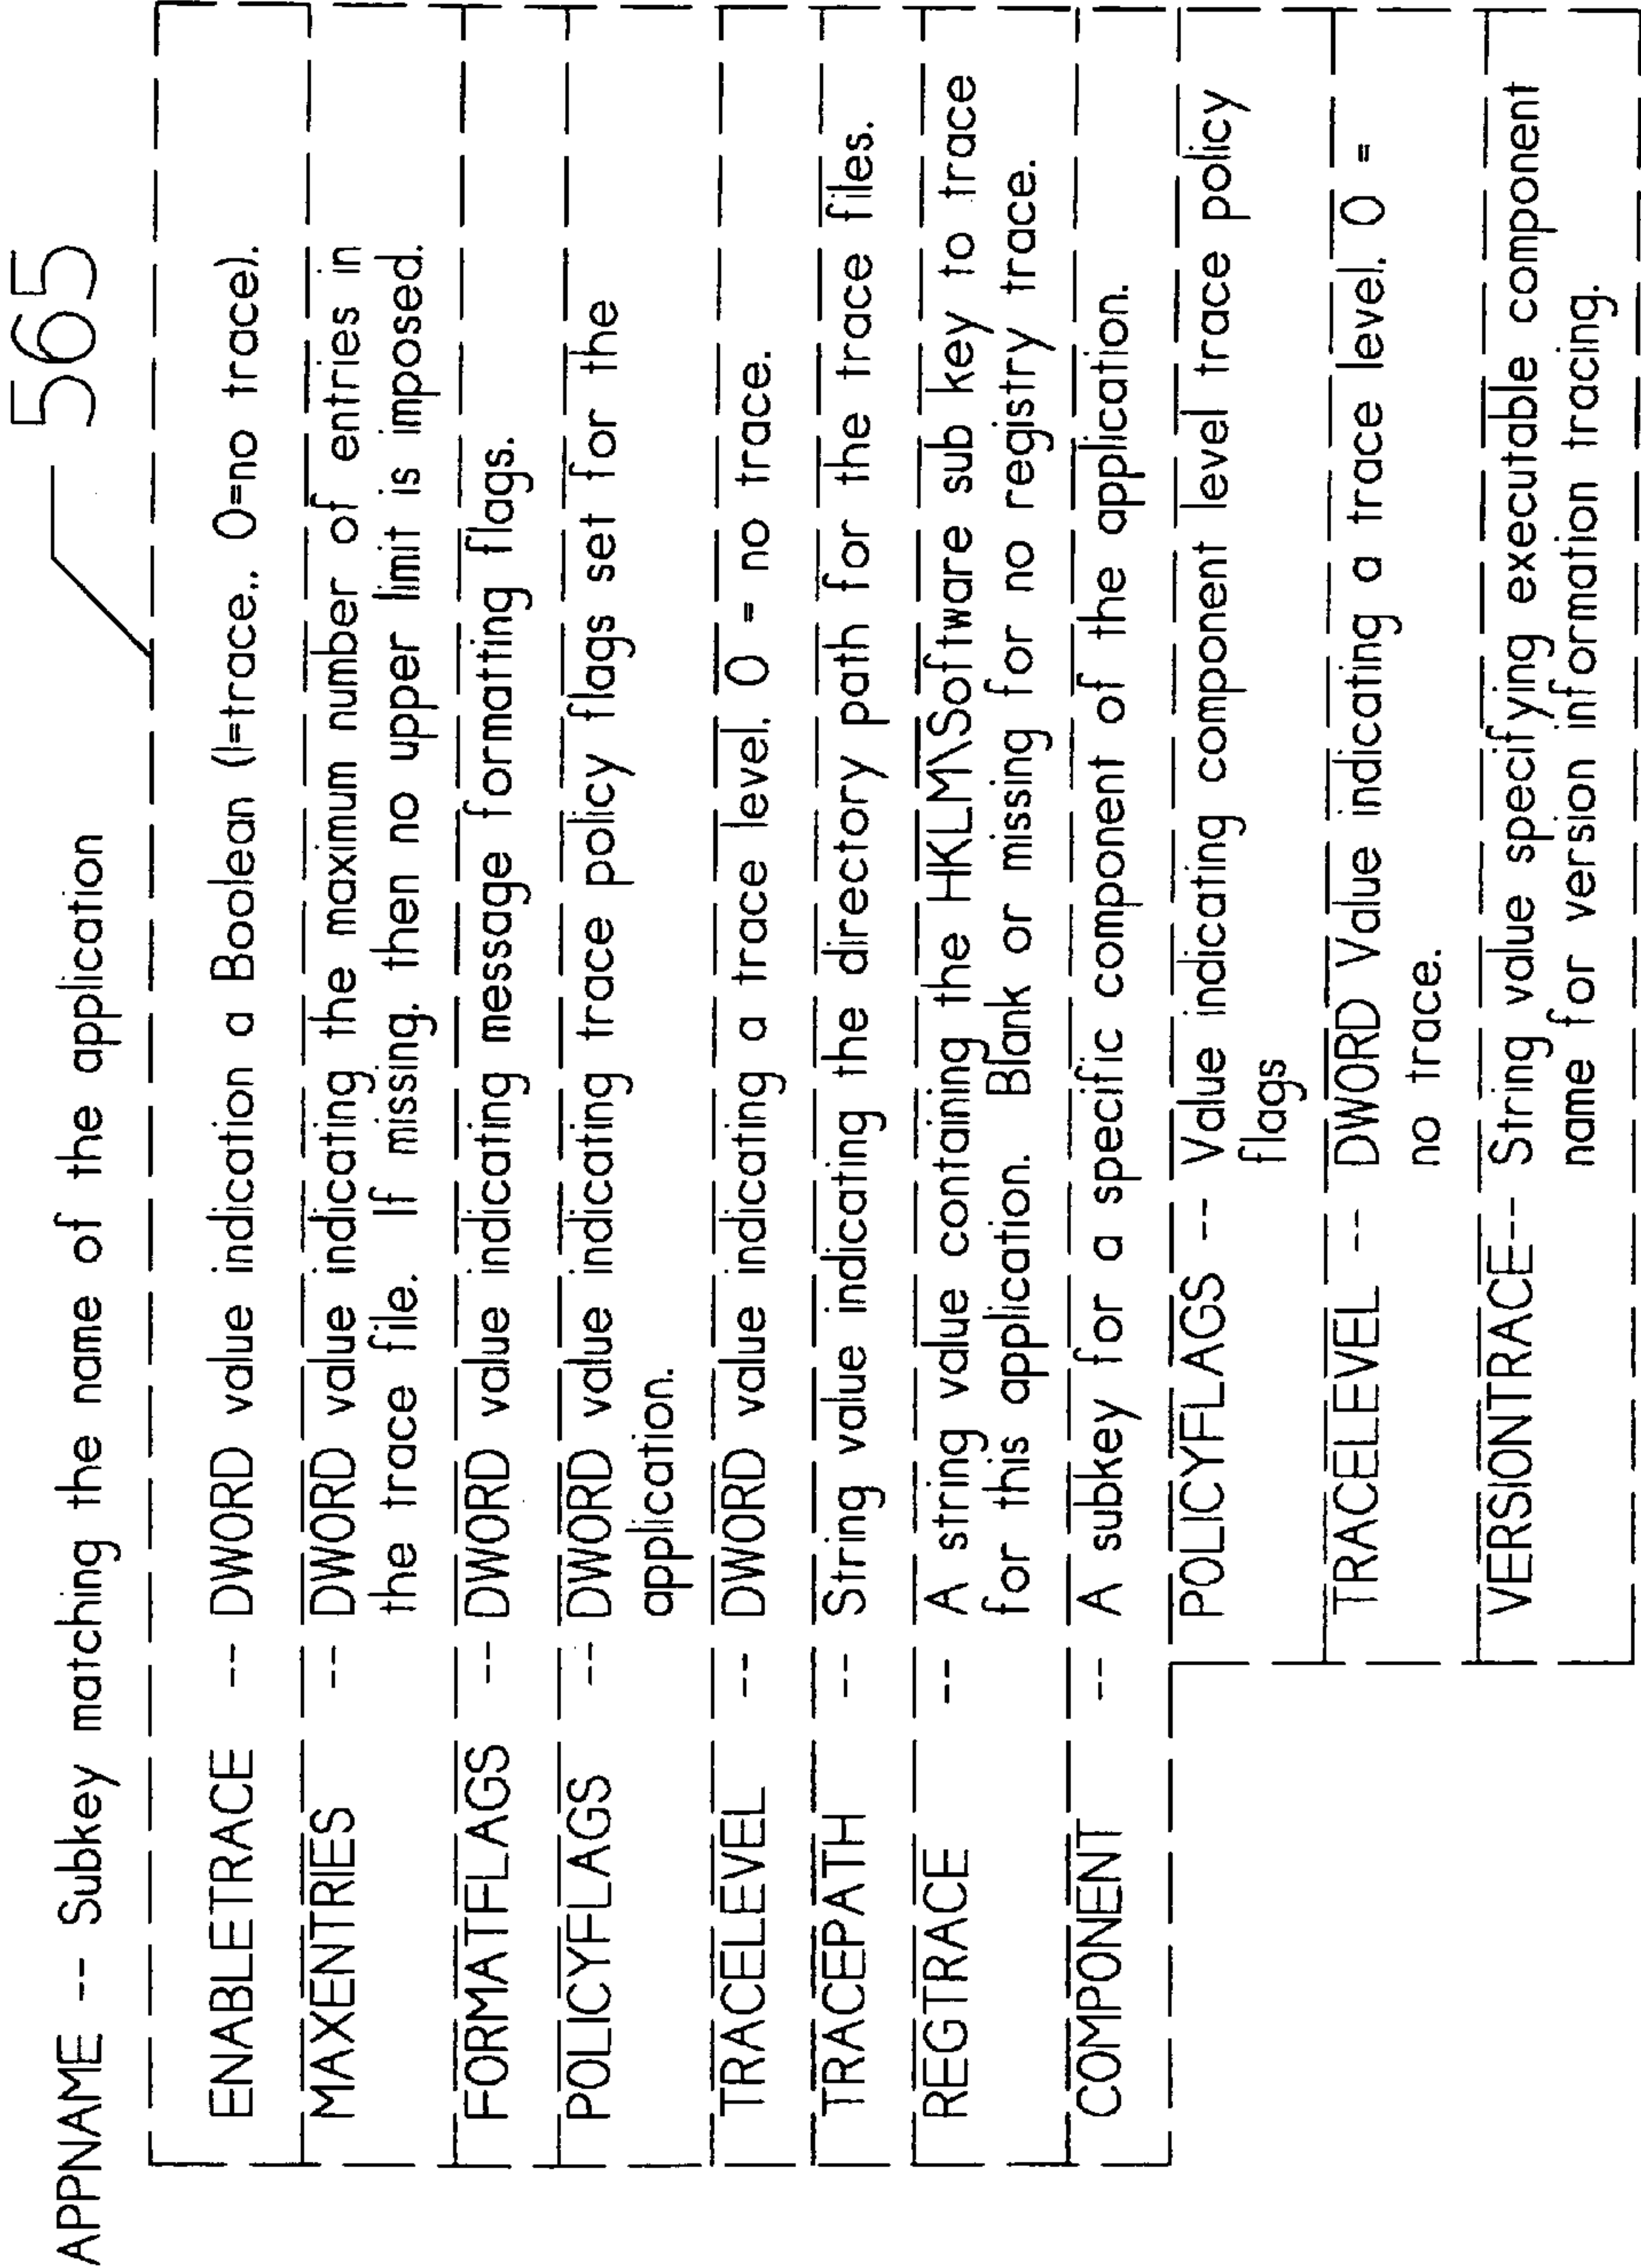 565
APPNAME -- Subkey matching the name of the application
ENABLETRACE -- DWORD value indication a Boolean (1=trace,. 0=no trace).
MAXENTRIES -- DWORD value indicating the maximum number of entries in
the trace file. If missing, then no upper limit is imposed.
FORMATFLAGS -- DWORD value indicating message formatting flags.
POLICYFLAGS -- DWORD value indicating trace policy flags set for the
application.
TRACELEVEL -- DWORD value indicating a trace level, 0 = no trace.
TRACEPATH -- String value indicating the directory path for the trace files.
REGTRACE -- A string value containing the HKLM\Software sub key to trace
for this application. Blank or missing for no registry trace.
COMPONENT -- A subkey for a specific component of the application.
POLICYFLAGS -- Value indicating component level trace policy
flags
TRACELEVEL -- DWORD Value indicating a trace level, 0 =
no trace.
VERSIONTRACE-- String value specifying executable component
name for version information tracing.